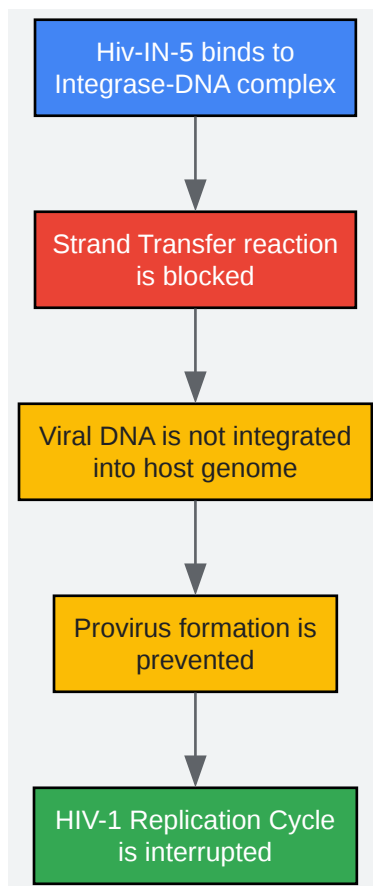 Hiv-IN-5 binds to
Integrase-DNA complex
Strand Transfer reaction
is blocked
Viral DNA is not integrated
into host genome
Provirus formation is
prevented
HIV-1 Replication Cycle
is interrupted